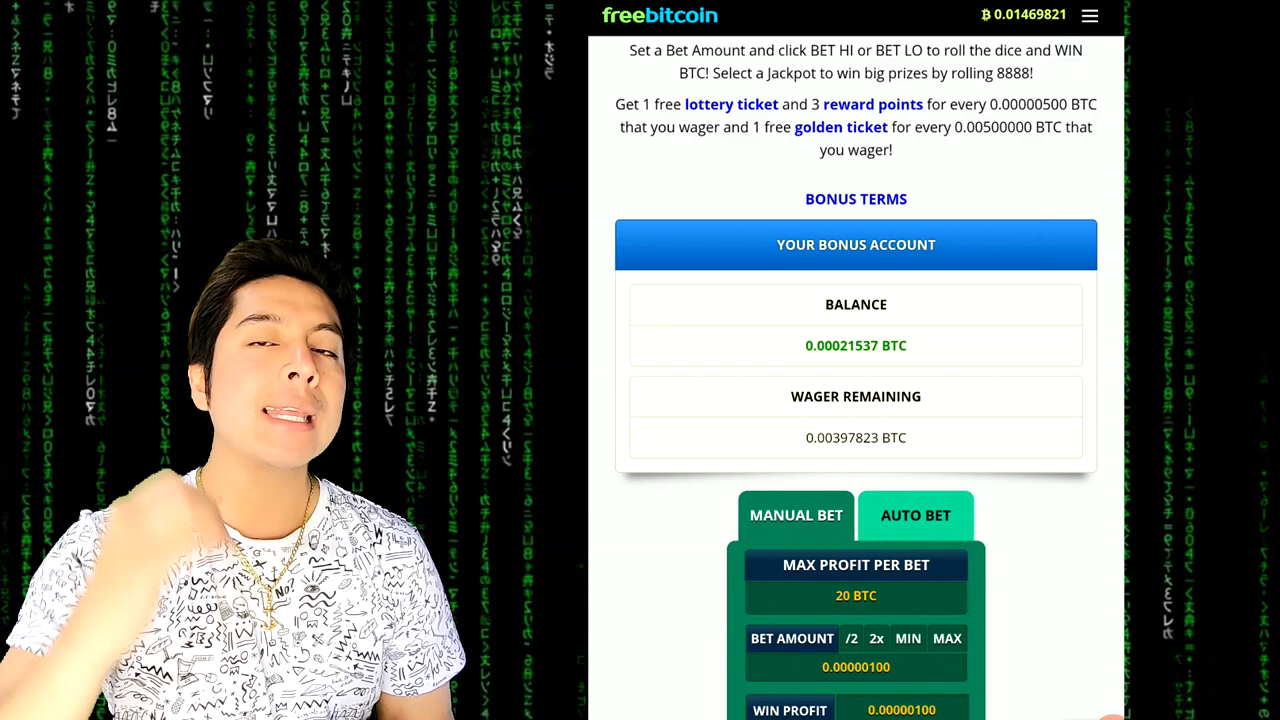 freebitcoin
₿ 0.01469821
Set a Bet Amount and click BET HI or BET LO to roll the dice and WIN
BTC! Select a Jackpot to win big prizes by rolling 8888!
Get 1 free lottery ticket and 3 reward points for every 0.00000500 BTC
that you wager and 1 free golden ticket for every 0.00500000 BTC that
you wager!
BONUS TERMS
YOUR BONUS ACCOUNT
BALANCE
0.00021537 BTC
WAGER REMAINING
0.00397823 BTC
MANUAL BET
AUTO BET
MAX PROFIT PER BET
20 BTC
BET AMOUNT /2 2x MIN MAX
0.00000100
WIN PROFIT 0.00000100
No!